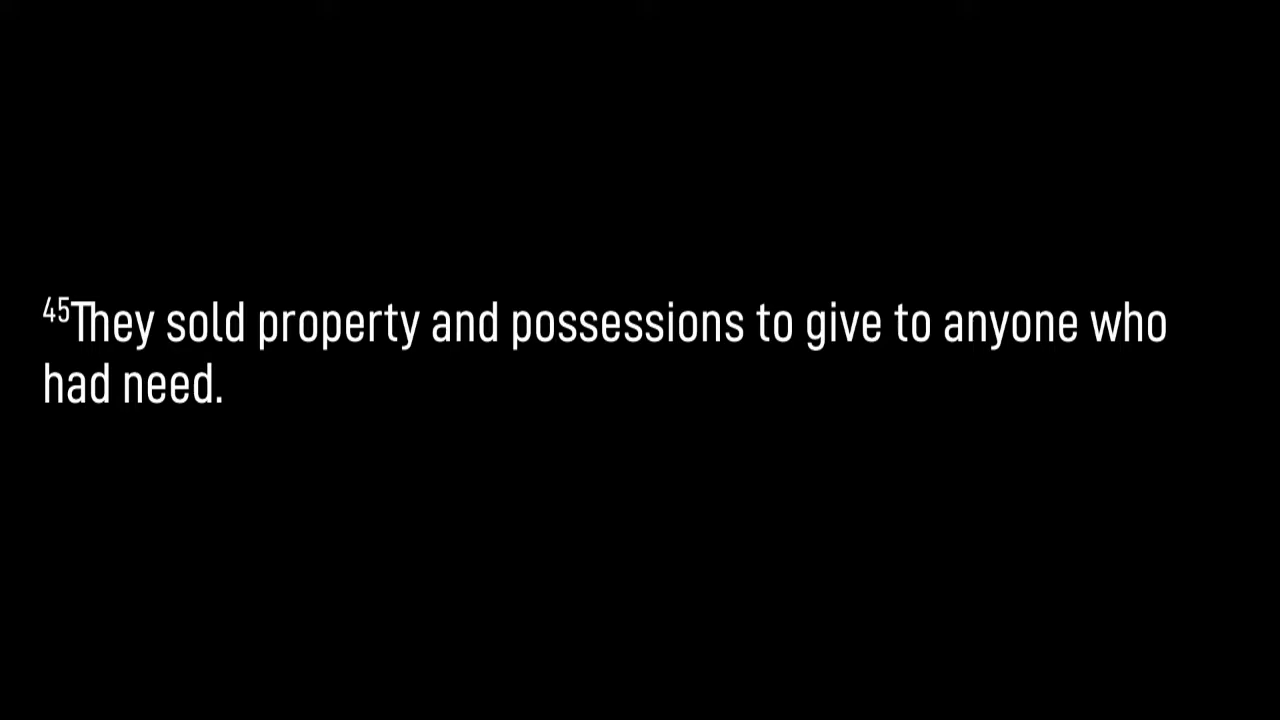 45They sold property and possessions to give to anyone who
had need.